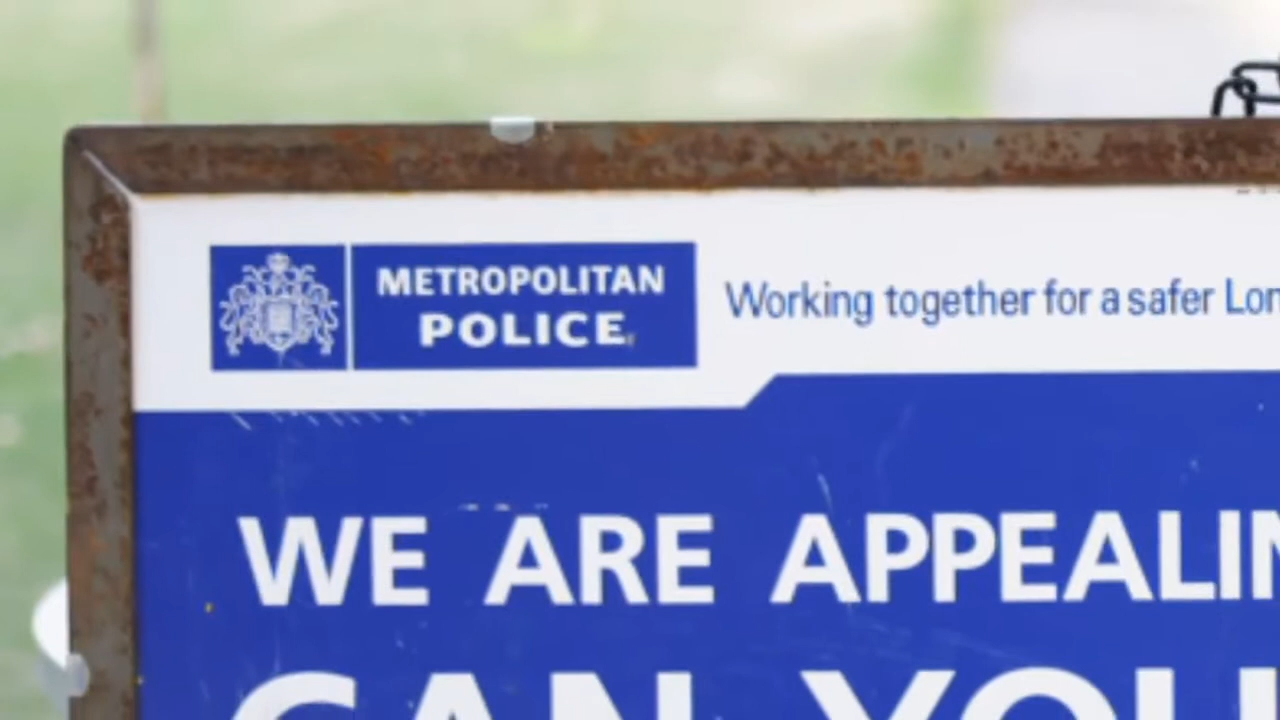 METROPOLITAN
POLICE
Working together for a safer Lon
WE ARE APPEALIN
CAN YOU